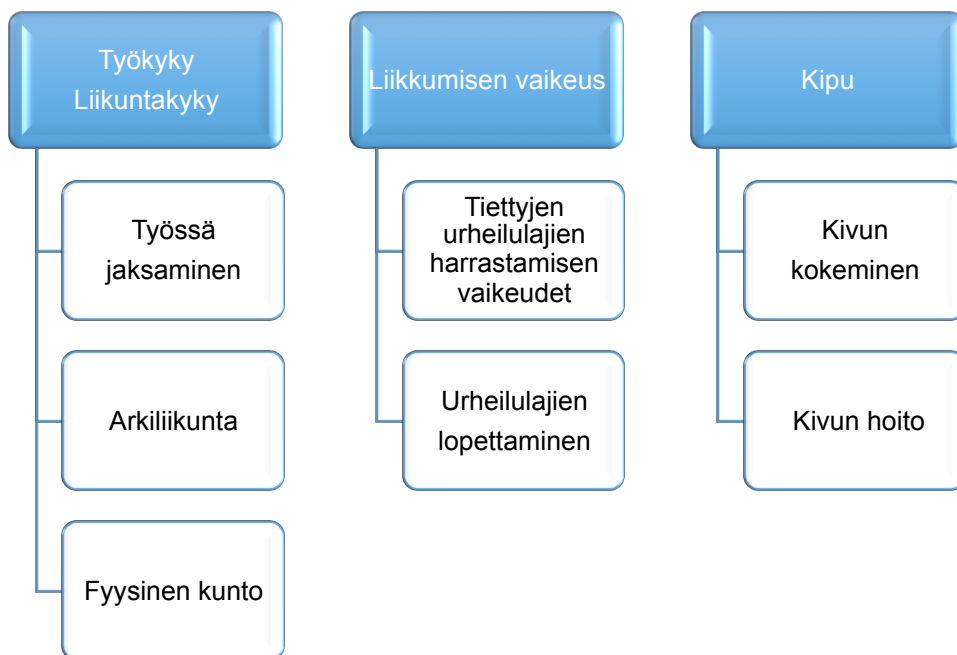 Työkyky
Liikuntakyky
Työssä
jaksaminen
Arkiliikunta
Fyysinen kunto
Liikkumisen vaikeus
Tiettyjen
urheilulajien
harrastamisen
vaikeudet
Urheilulajien
lopettaminen
Kipu
Kivun
kokeminen
Kivun hoito